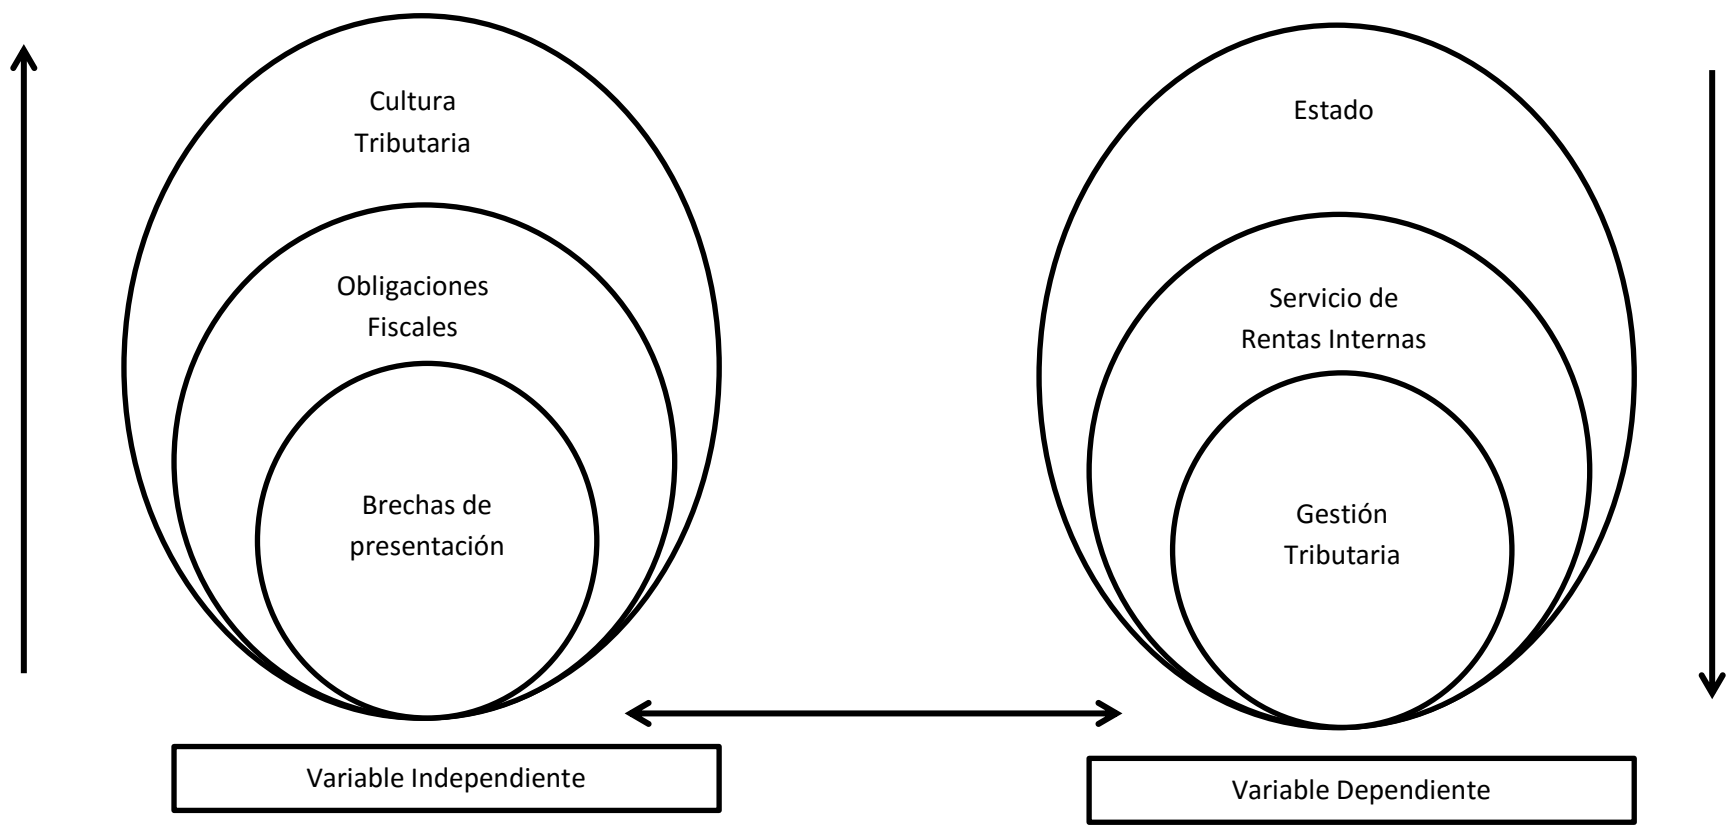 Cultura
Tributaria
Obligaciones
Fiscales
Brechas de
presentación
Variable Independiente
Estado
Servicio de
Rentas Internas
Gestión
Tributaria
Variable Dependiente